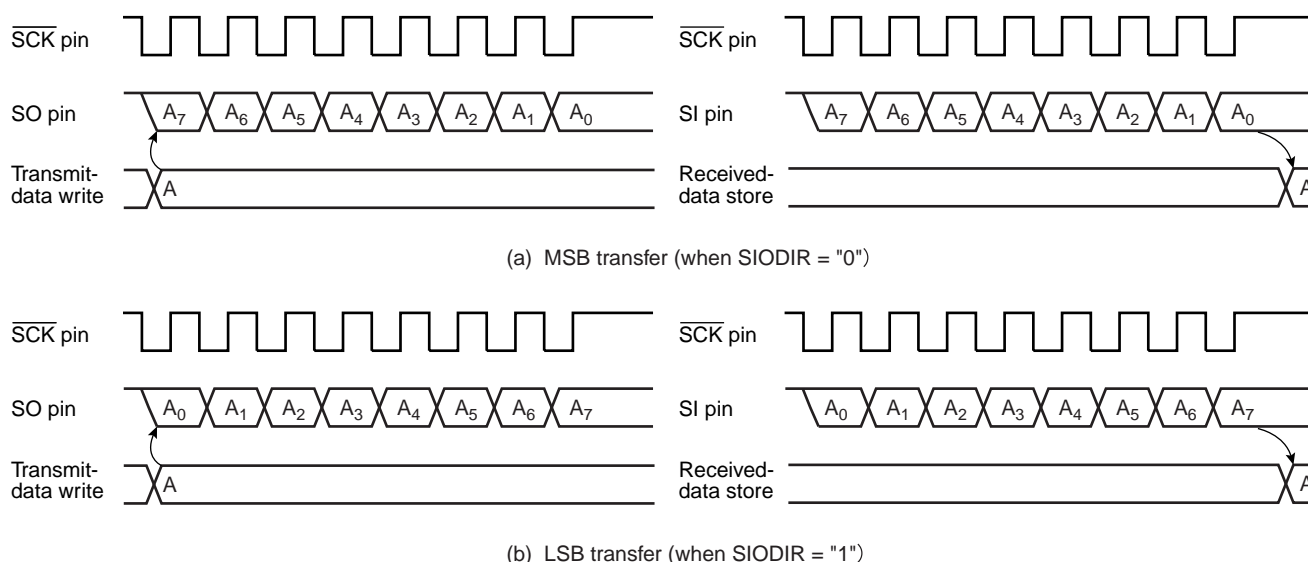 SCK pin
SO pin
A7 A6 A5 A4 A3 A2 A1 A0
Transmit-
data write
A
SCK pin
SI pin
A7 A6 A5 A4 A3 A2 A1 A0
Received-
data store
A
(a) MSB transfer (when SIODIR = "0")
SCK pin
SO pin
A0 A1 A2 A3 A4 A5 A6 A7
Transmit-
data write
A
SCK pin
SI pin
A0 A1 A2 A3 A4 A5 A6 A7
Received-
data store
A
(b) LSB transfer (when SIODIR = "1")